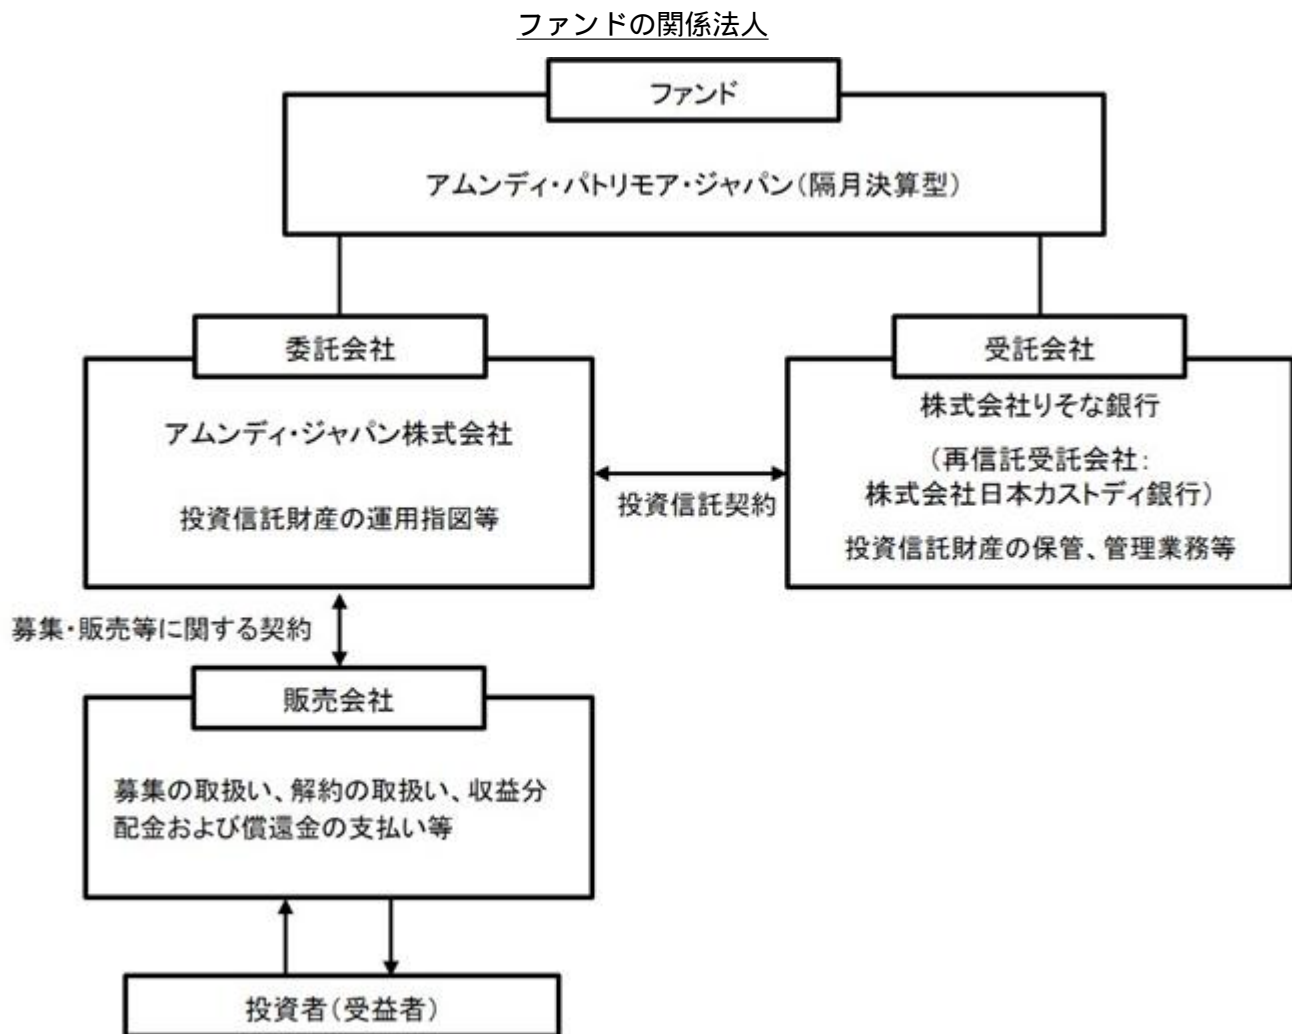 ファンドの関係法人
ファンド
アムンディ・パトリモア・ジャパン（隔月決算型）
委託会社
アムンディ・ジャパン株式会社
投資信託財産の運用指図等
投資信託契約
受託会社
株式会社りそな銀行
（再信託受託会社：
株式会社日本カストディ銀行）
投資信託財産の保管、管理業務等
募集・販売等に関する契約
販売会社
募集の取扱い、解約の取扱い、収益分
配金および償還金の支払い等
投資者（受益者）